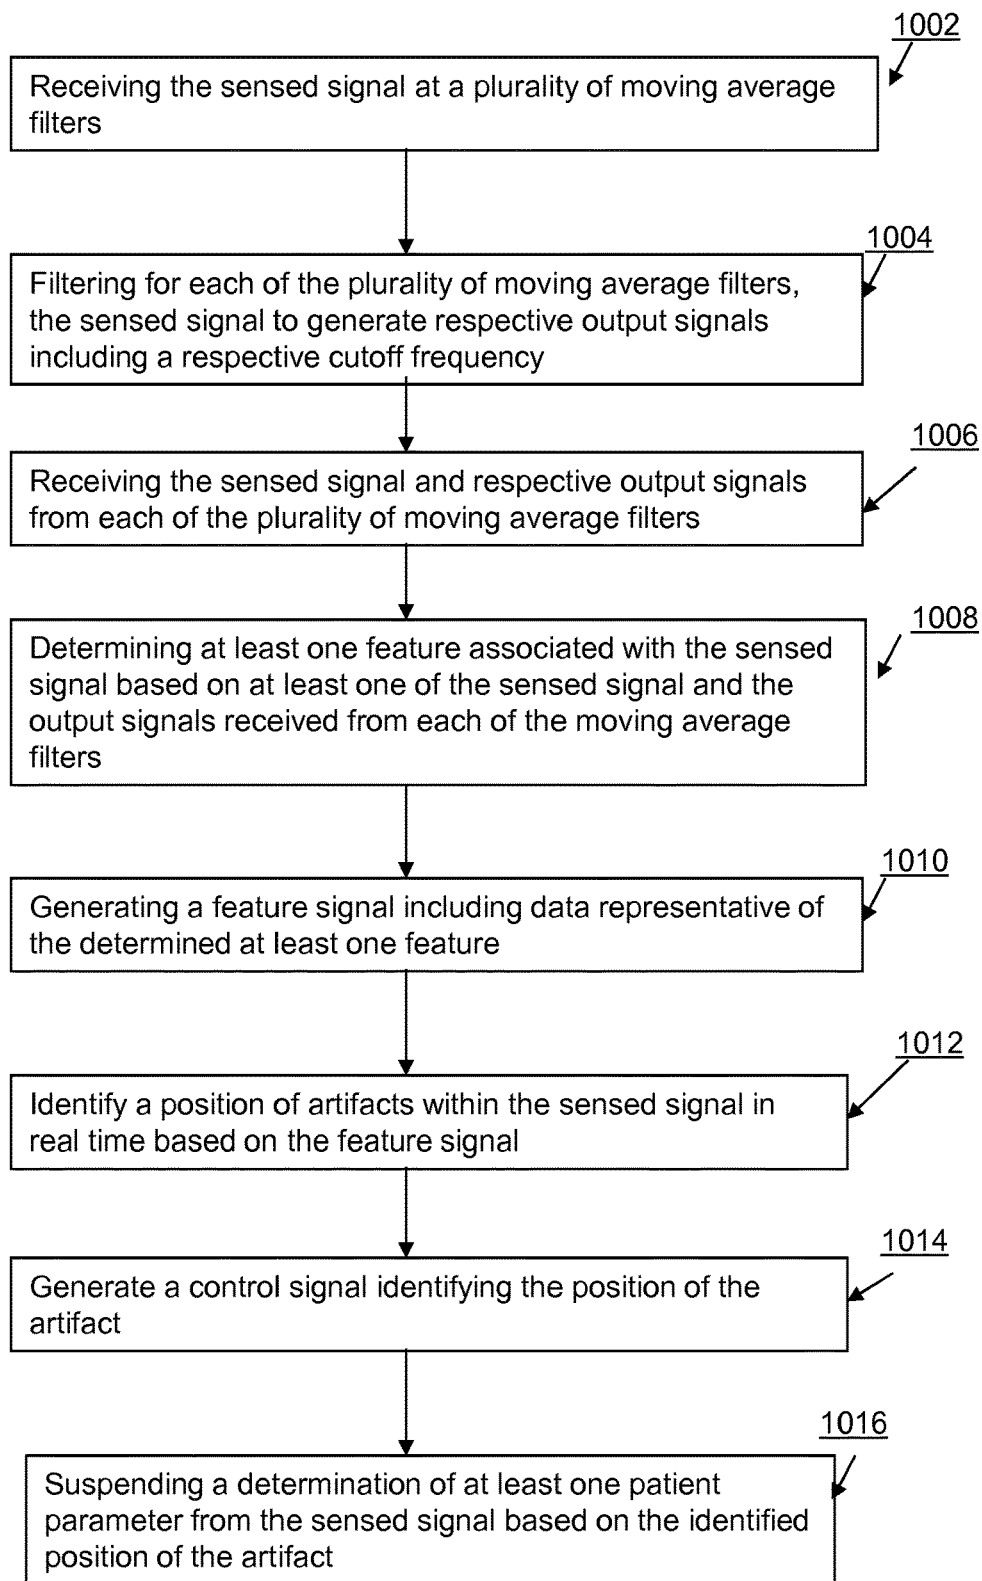 1002
Receiving the sensed signal at a plurality of moving average
filters
1004
Filtering for each of the plurality of moving average filters,
the sensed signal to generate respective output signals
including a respective cutoff frequency
1006
Receiving the sensed signal and respective output signals
from each of the plurality of moving average filters
1008
Determining at least one feature associated with the sensed
signal based on at least one of the sensed signal and the
output signals received from each of the moving average
filters
1010
Generating a feature signal including data representative of
the determined at least one feature
1012
Identify a position of artifacts within the sensed signal in
real time based on the feature signal
1014
Generate a control signal identifying the position of the
artifact
1016
Suspending a determination of at least one patient
parameter from the sensed signal based on the identified
position of the artifact